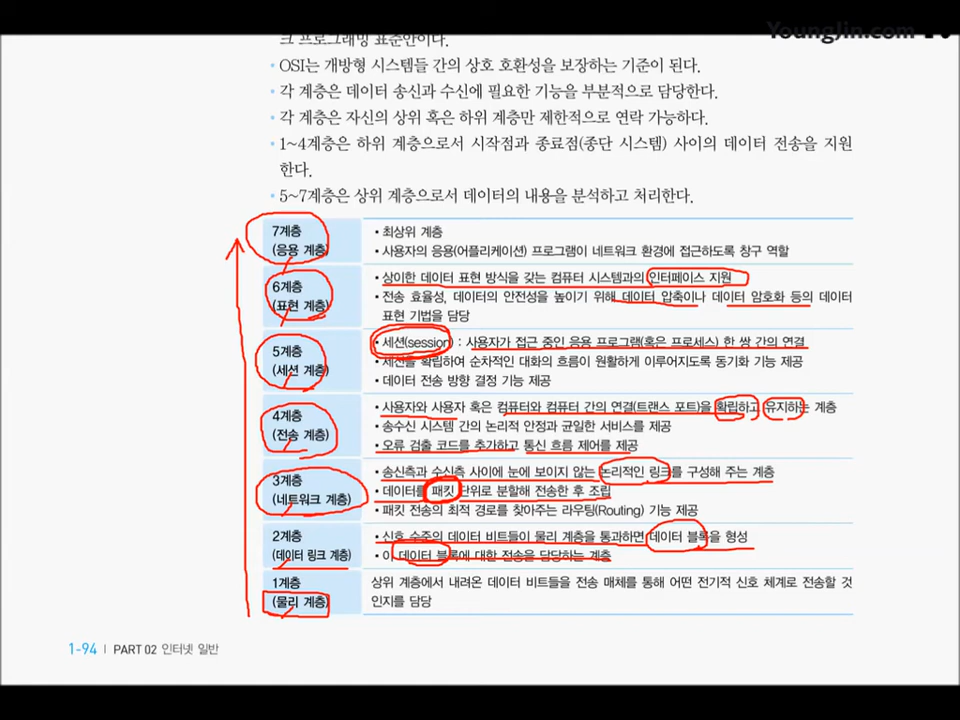 YoungJin.com
크 프로그래밍 표준안이다.
• OSI는 개방형 시스템들 간의 상호 호환성을 보장하는 기준이 된다.
• 각 계층은 데이터 송신과 수신에 필요한 기능을 부분적으로 담당한다.
• 각 계층은 자신의 상위 혹은 하위 계층만 제한적으로 연락 가능하다.
• 1~4계층은 하위 계층으로서 시작점과 종료점(종단 시스템) 사이의 데이터 전송을 지원
한다.
• 5~7계층은 상위 계층으로서 데이터의 내용을 분석하고 처리한다.
7계층
(응용 계층)
• 최상위 계층
• 사용자의 응용(어플리케이션) 프로그램이 네트워크 환경에 접근하도록 창구 역할
6계층
(표현 계층)
• 상이한 데이터 표현 방식을 갖는 컴퓨터 시스템과의 인터페이스 지원
• 전송 효율성, 데이터의 안전성을 높이기 위해 데이터 압축이나 데이터 암호화 등의 데이터
표현 기법을 담당
5계층
(세션 계층)
• 세션(session) : 사용자가 접근 중인 응용 프로그램(혹은 프로세스) 한 쌍 간의 연결
• 세션을 확립하여 순차적인 대화의 흐름이 원활하게 이루어지도록 동기화 기능 제공
• 데이터 전송 방향 결정 기능 제공
4계층
(전송 계층)
• 사용자와 사용자 혹은 컴퓨터와 컴퓨터 간의 연결(트랜스 포트)을 확립하고 유지하는 계층
• 송수신 시스템 간의 논리적 안정과 균일한 서비스를 제공
• 오류 검출 코드를 추가하고 통신 흐름 제어를 제공
3계층
(네트워크 계층)
• 송신측과 수신측 사이에 눈에 보이지 않는 논리적인 링크를 구성해 주는 계층
• 데이터를 패킷 단위로 분할해 전송한 후 조립
• 패킷 전송의 최적 경로를 찾아주는 라우팅(Routing) 기능 제공
2계층
(데이터 링크 계층)
• 신호 수준의 데이터 비트들이 물리 계층을 통과하면 데이터 블록을 형성
• 이 데이터 블록에 대한 전송을 담당하는 계층
1계층
(물리 계층)
상위 계층에서 내려온 데이터 비트들을 전송 매체를 통해 어떤 전기적 신호 체계로 전송할 것
인지를 담당
1-94 | PART 02 인터넷 일반